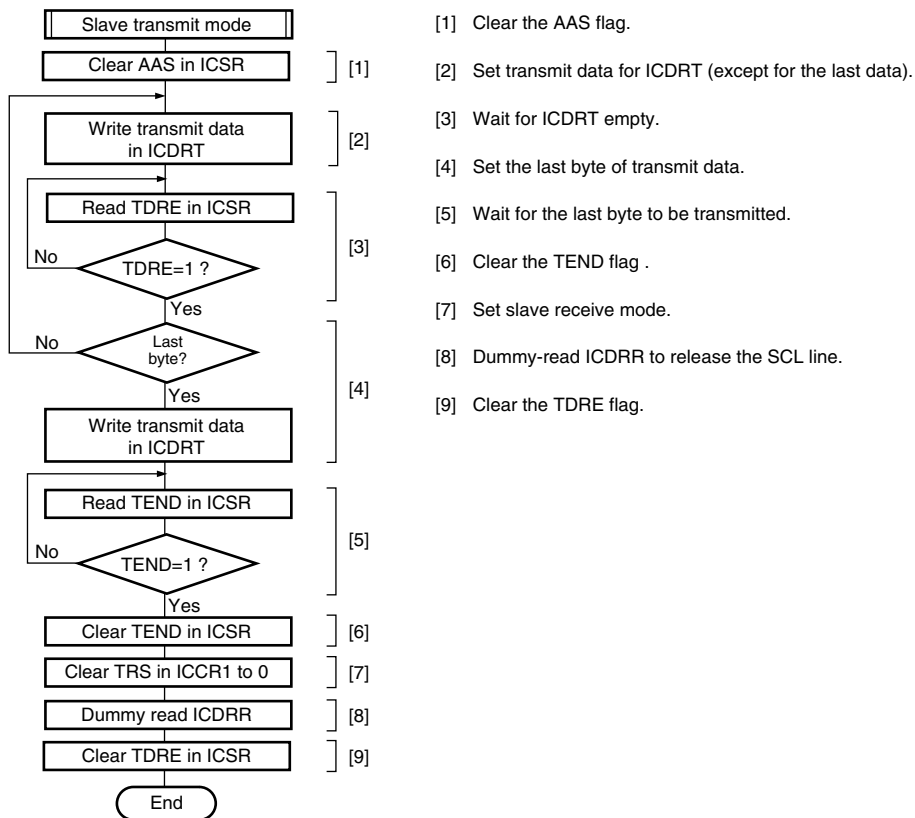 Slave transmit mode
Clear AAS in ICSR
[1]
Write transmit data
in ICDRT
[2]
Read TDRE in ICSR
[3]
No
TDRE=1 ?
Yes
No
Last
byte?
[4]
Yes
Write transmit data
in ICDRT
Read TEND in ICSR
[5]
No
TEND=1 ?
Yes
Clear TEND in ICSR
[6]
Clear TRS in ICCR1 to 0
[7]
Dummy read ICDRR
[8]
Clear TDRE in ICSR
[9]
End
[1] Clear the AAS flag.
[2] Set transmit data for ICDRT (except for the last data).
[3] Wait for ICDRT empty.
[4] Set the last byte of transmit data.
[5] Wait for the last byte to be transmitted.
[6] Clear the TEND flag .
[7] Set slave receive mode.
[8] Dummy-read ICDRR to release the SCL line.
[9] Clear the TDRE flag.